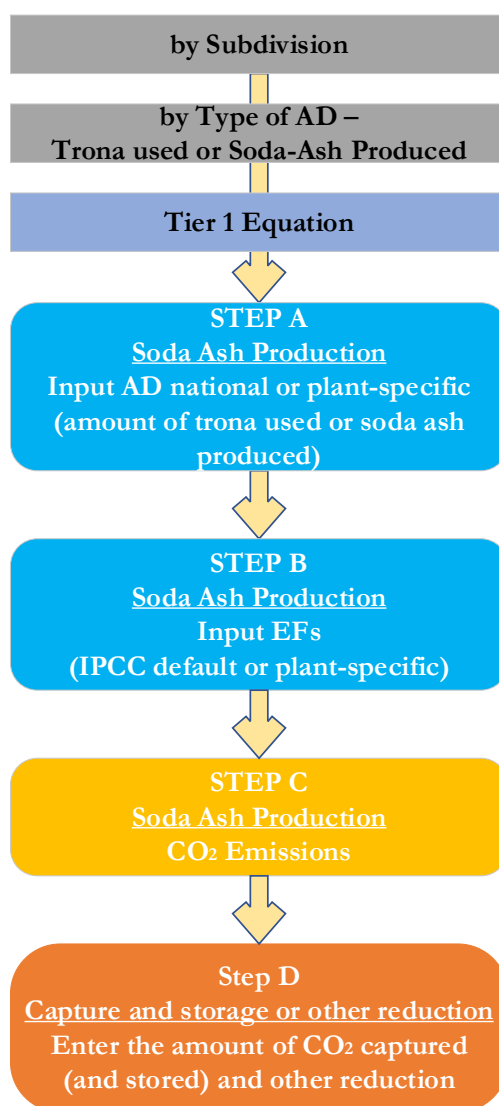 by Subdivision
by Type of AD –
Trona used or Soda-Ash Produced
Tier 1 Equation
STEP A
Soda Ash Production
Input AD national or plant-specific
(amount of trona used or soda ash
produced)
STEP B
Soda Ash Production
Input EFs
(IPCC default or plant-specific)
STEP C
Soda Ash Production
CO₂ Emissions
Step D
Capture and storage or other reduction
Enter the amount of CO₂ captured
(and stored) and other reduction